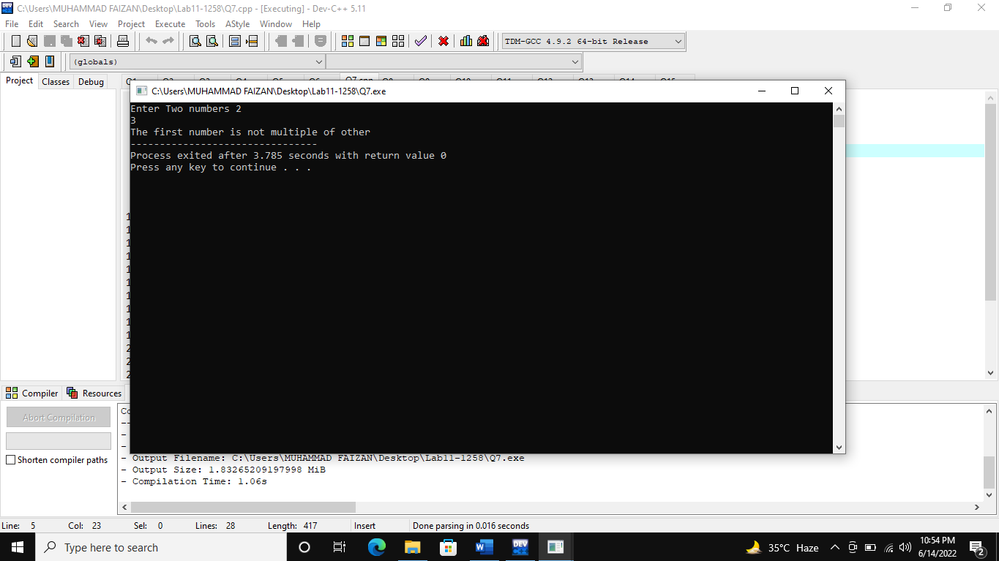 C:\Users\MUHAMMAD FAIZAN\Desktop\Lab11-1258\Q7.cpp - [Executing] - Dev-C++ 5.11
File Edit Search View Project Execute Tools AStyle Window Help
TDM-GCC 4.9.2 64-bit Release
(globals)
Project Classes Debug
C:\Users\MUHAMMAD FAIZAN\Desktop\Lab11-1258\Q7.exe
Enter Two numbers 2
3
The first number is not multiple of other
--------------------------------
Process exited after 3.785 seconds with return value 0
Press any key to continue . . .
Compiler Resources
Abort Compilation
Shorten compiler paths
- Output Filename: C:\Users\MUHAMMAD FAIZAN\Desktop\Lab11-1258\Q7.exe
- Output Size: 1.83265209197998 MiB
- Compilation Time: 1.06s
Line: 5 Col: 23 Sel: 0 Lines: 28 Length: 417 Insert Done parsing in 0.016 seconds
Type here to search
DEV C++
35°C Haze
10:54 PM
6/14/2022
2